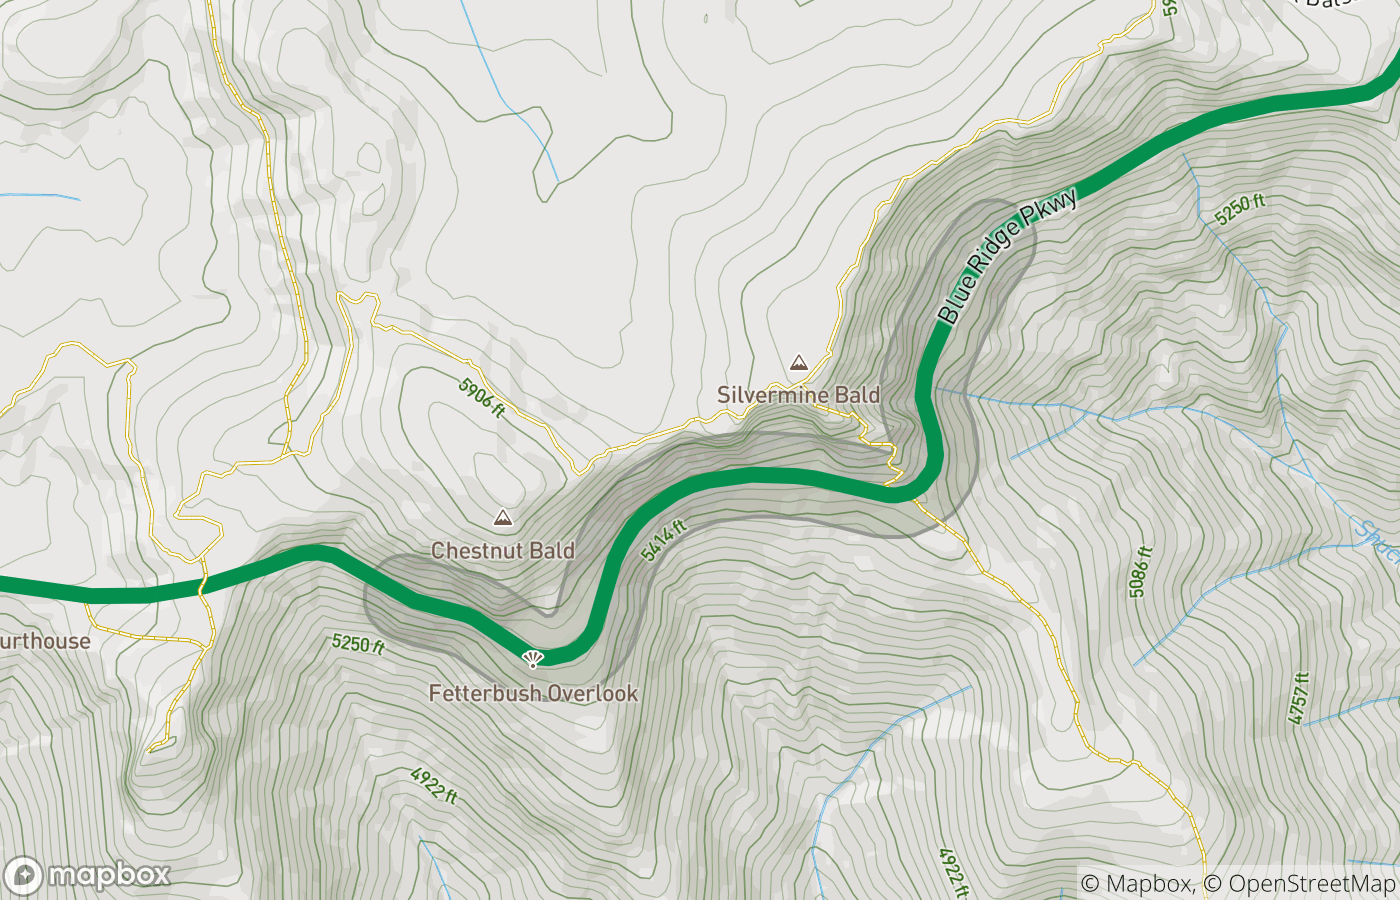 Blue Ridge Pkwy
5250 ft
Silvermine Bald
5906 ft
Chestnut Bald
5414 ft
5086 ft
urthouse
5250 ft
Fetterbush Overlook
4757 ft
4922 ft
4922 ft
mapbox
© Mapbox, © OpenStreetMap